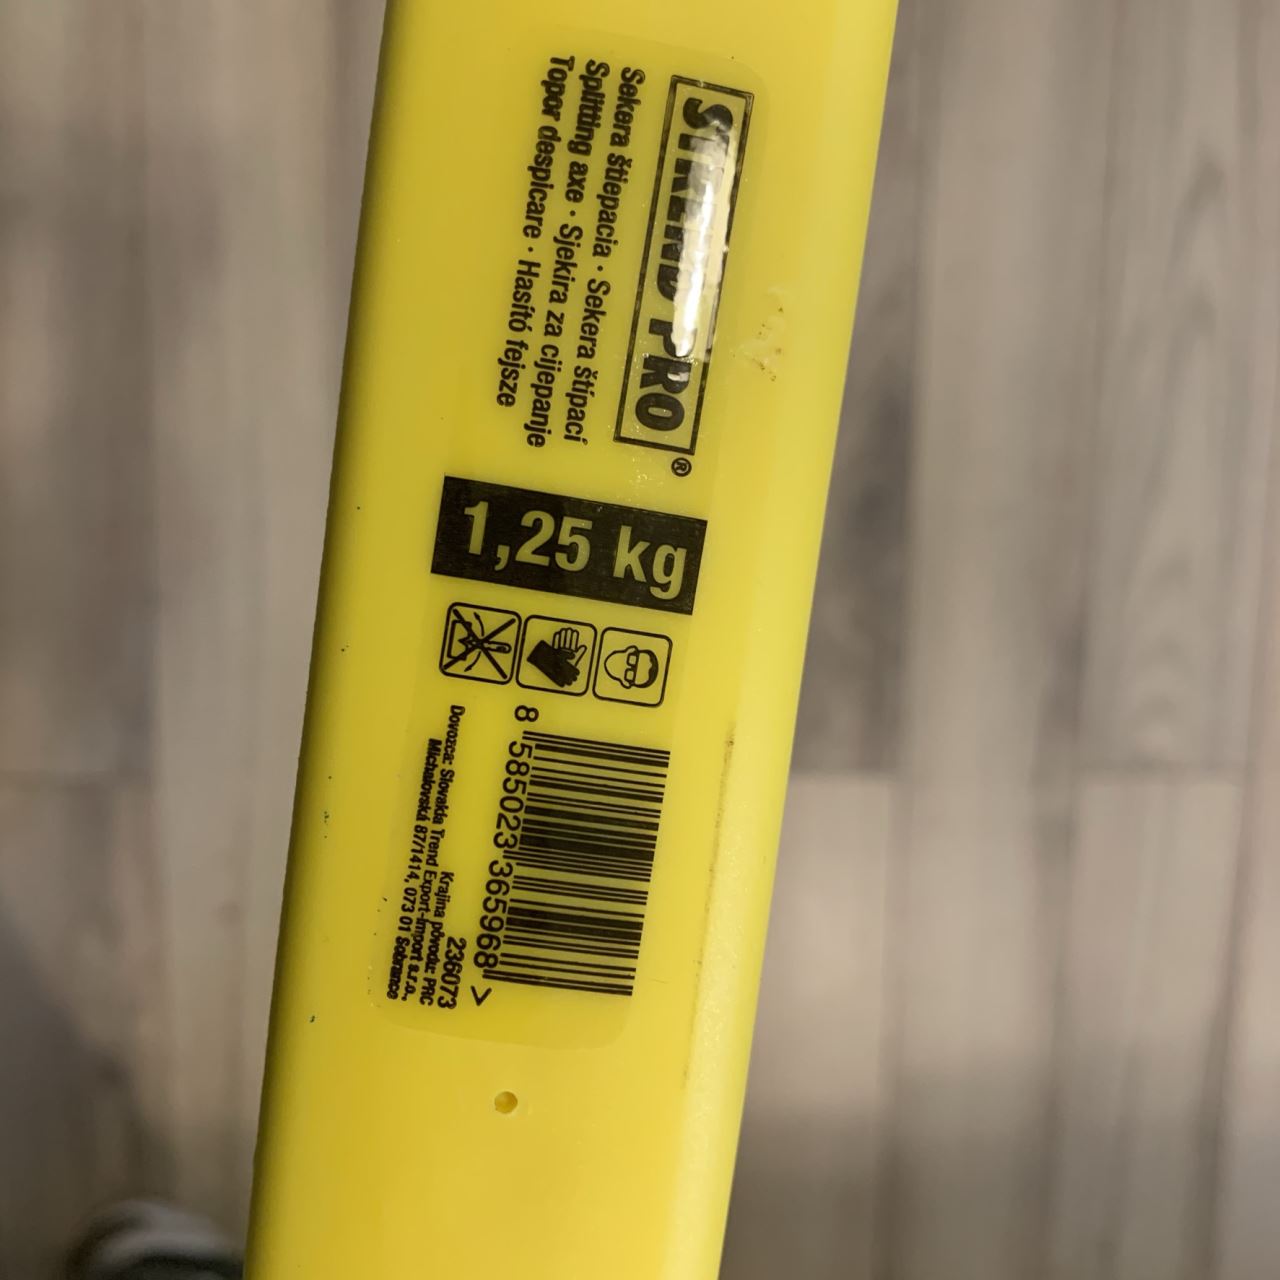 STREND PRO®
Sekera štiepacia · Sekera štípací
Splitting axe · Sjekira za cijepanje
Topor despicare · Hasító fejsze
1,25 kg
8 585023 365968 >
236073
Krajina pôvodu: PRC
Dovozca: Slovakia Trend Export-Import s.r.o.,
Michalovská 87/1414, 073 01 Sobrance